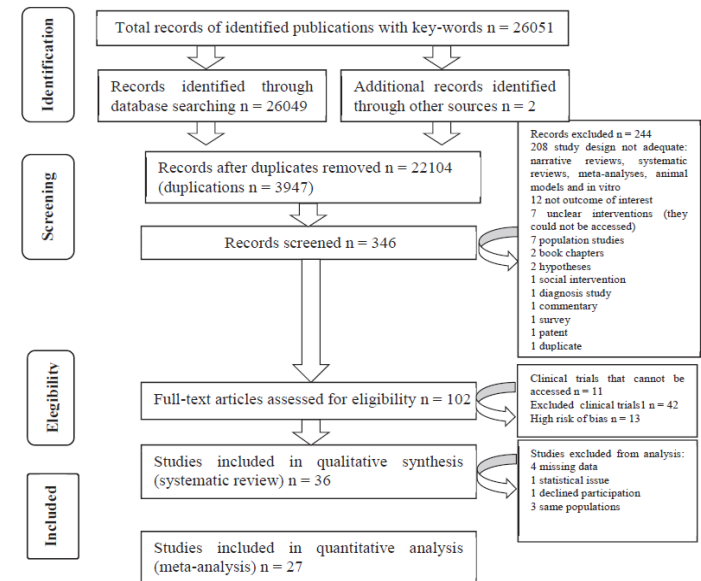 Identification
Total records of identified publications with key-words n = 26051
Records identified through
database searching n = 26049
Additional records identified
through other sources n = 2
Screening
Records after duplicates removed n = 22104
(duplications n = 3947)
Records screened n = 346
Records excluded n = 244
208 study design not adequate:
narrative reviews, systematic
reviews, meta-analyses, animal
models and in vitro
12 not outcome of interest
7 unclear interventions (they
could not be accessed)
7 population studies
2 book chapters
2 hypotheses
1 social intervention
1 diagnosis study
1 commentary
1 survey
1 patent
1 duplicate
Elegibility
Full-text articles assessed for eligibility n = 102
Clinical trials that cannot be
accessed n = 11
Excluded clinical trials1 n = 42
High risk of bias n = 13
Studies included in qualitative synthesis
(systematic review) n = 36
Studies excluded from analysis:
4 missing data
1 statistical issue
1 declined participation
3 same populations
Included
Studies included in quantitative analysis
(meta-analysis) n = 27